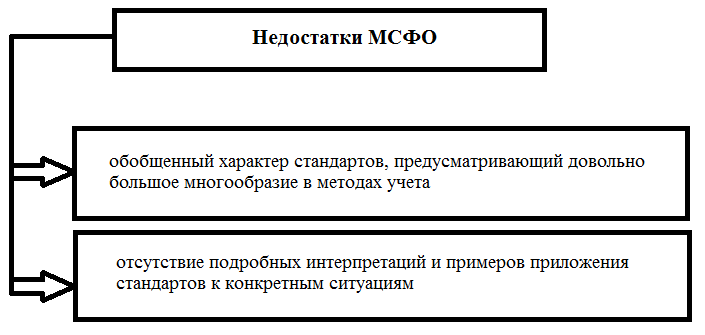 Недостатки МСФО
обобщенный характер стандартов, предусматривающий довольно
большое многообразие в методах учета
отсутствие подробных интерпретаций и примеров приложения
стандартов к конкретным ситуациям